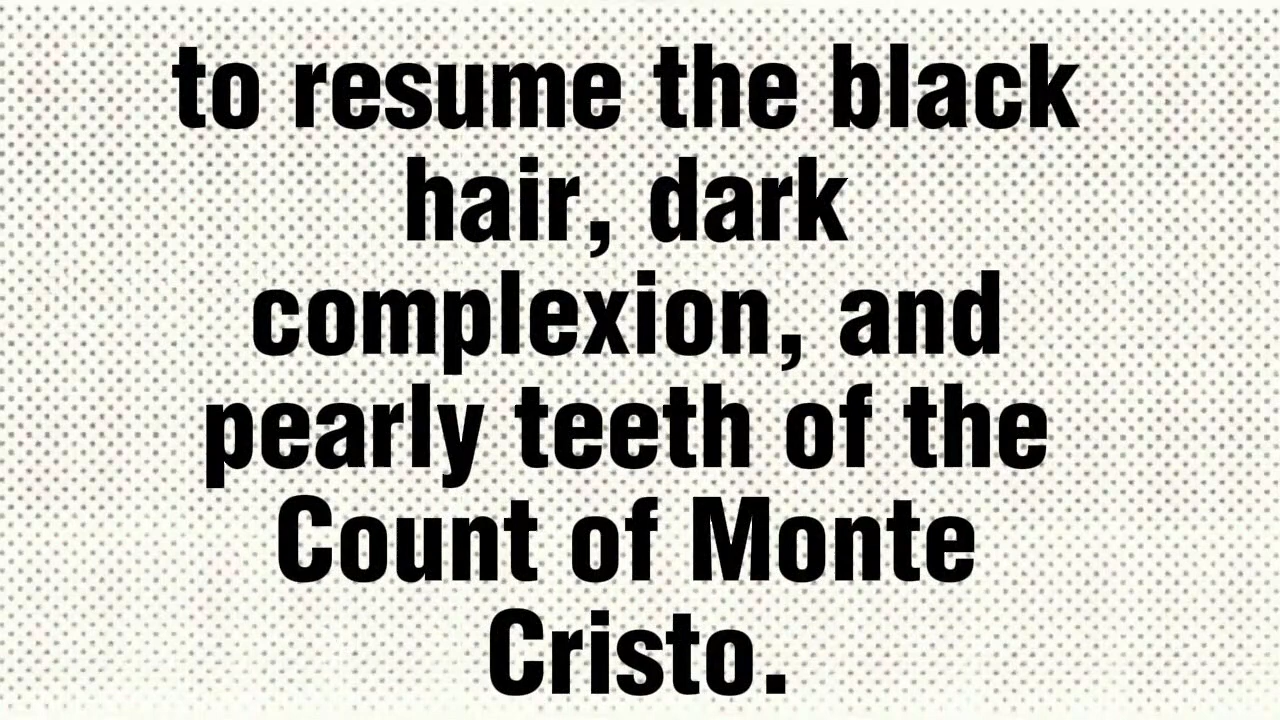 to resume the black
hair, dark
complexion, and
pearly teeth of the
Count of Monte
Cristo.